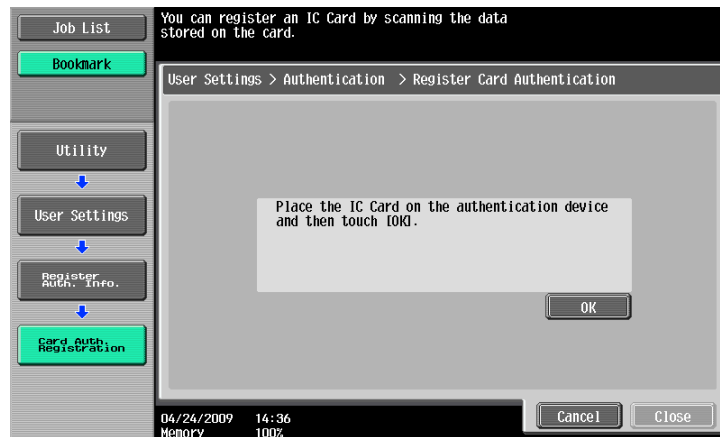 Job List
Bookmark
You can register an IC Card by scanning the data
stored on the card.
User Settings > Authentication > Register Card Authentication
Utility
User Settings
Register
Auth. Info.
Card Auth.
Registration
Place the IC Card on the authentication device
and then touch [OK].
OK
04/24/2009 14:36
Memory 100%
Cancel
Close